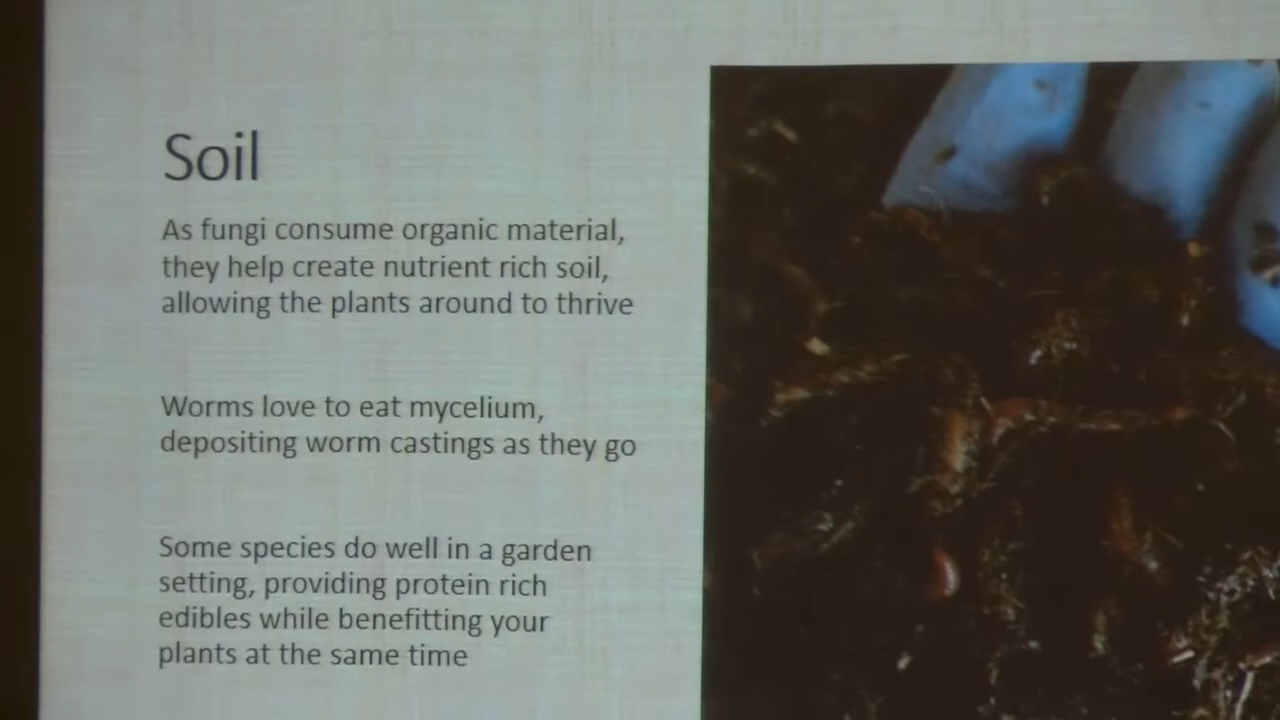 Soil
As fungi consume organic material,
they help create nutrient rich soil,
allowing the plants around to thrive
Worms love to eat mycelium,
depositing worm castings as they go
Some species do well in a garden
setting, providing protein rich
edibles while benefitting your
plants at the same time